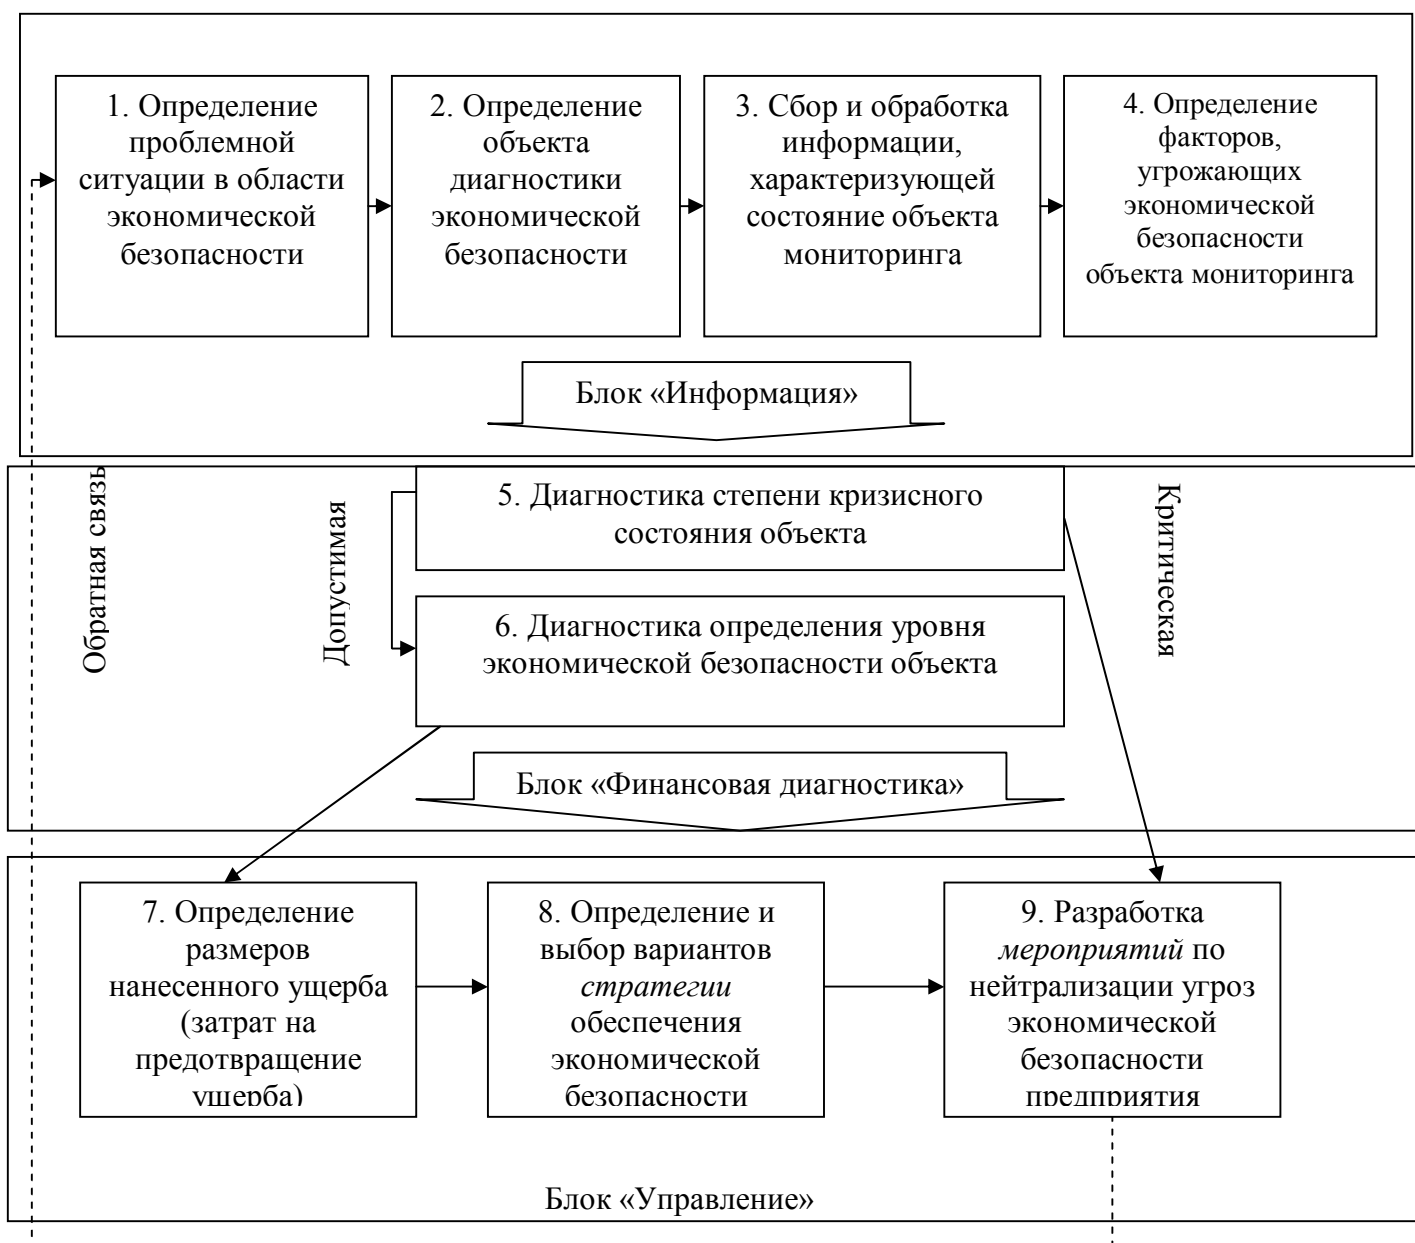 1. Определение
проблемной
ситуации в области
экономической
безопасности
2. Определение
объекта
диагностики
экономической
безопасности
3. Сбор и обработка
информации,
характеризующей
состояние объекта
мониторинга
4. Определение
факторов,
угрожающих
экономической
безопасности
объекта мониторинга
Блок «Информация»
Обратная связь
Допустимая
5. Диагностика степени кризисного
состояния объекта
Критическая
6. Диагностика определения уровня
экономической безопасности объекта
Блок «Финансовая диагностика»
7. Определение
размеров
нанесенного ущерба
(затрат на
предотвращение
ущерба)
8. Определение и
выбор вариантов
стратегии
обеспечения
экономической
безопасности
9. Разработка
мероприятий по
нейтрализации угроз
экономической
безопасности
предприятия
Блок «Управление»